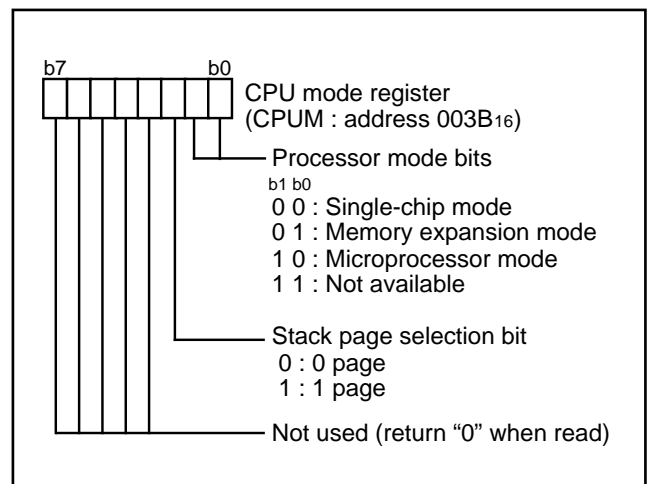 b7 b0
CPU mode register
(CPUM : address 003B16)
Processor mode bits
b1 b0
0 0 : Single-chip mode
0 1 : Memory expansion mode
1 0 : Microprocessor mode
1 1 : Not available
Stack page selection bit
0 : 0 page
1 : 1 page
Not used (return “0” when read)